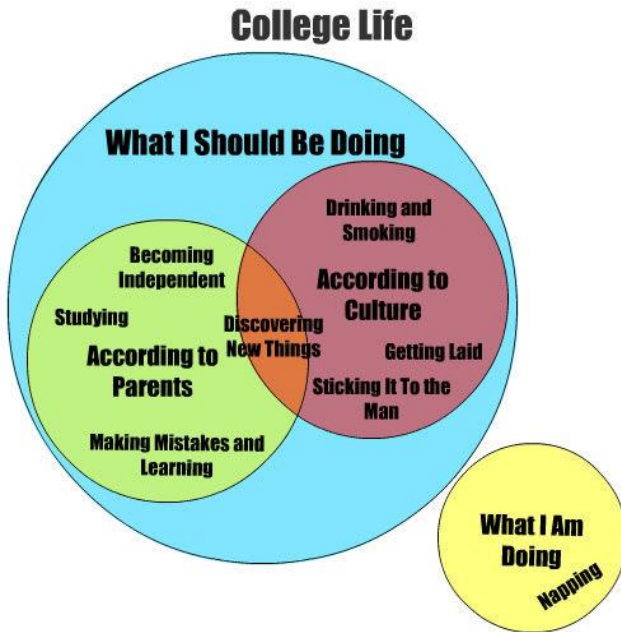 College Life
What I Should Be Doing
Drinking and
Smoking
Becoming
Independent
According to
Culture
Studying
Discovering
New Things
According to
Parents
Getting Laid
Sticking It To the
Man
Making Mistakes and
Learning
What I Am
Doing
Napping